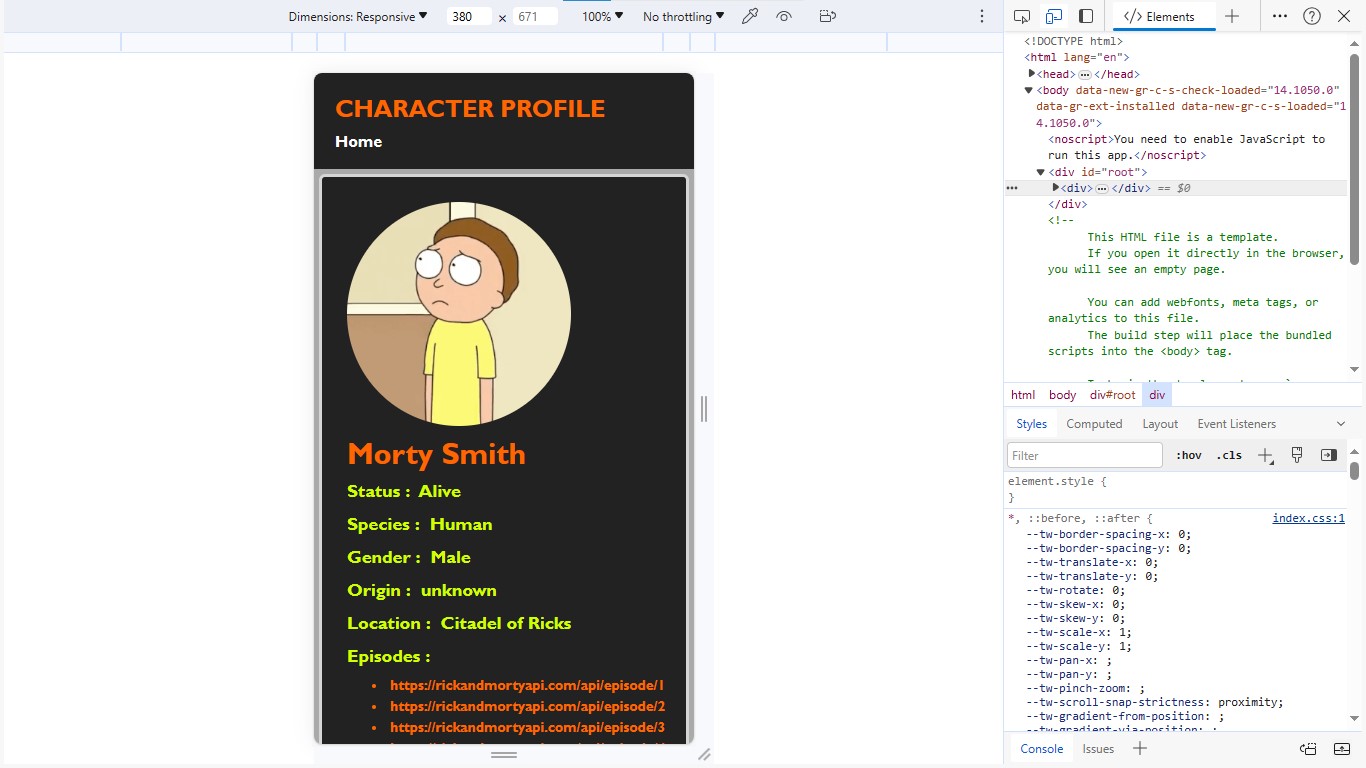 Dimensions: Responsive ▼ 380 x 671 100% ▼ No throttling ▼
Elements
CHARACTER PROFILE
Home
Morty Smith
Status : Alive
Species : Human
Gender : Male
Origin : unknown
Location : Citadel of Ricks
Episodes :
• https://rickandmortyapi.com/api/episode/1
• https://rickandmortyapi.com/api/episode/2
• https://rickandmortyapi.com/api/episode/3
<!DOCTYPE html>
<html lang="en">
<head> ... </head>
<body data-new-gr-c-s-check-loaded="14.1050.0"
data-gr-ext-installed data-new-gr-c-s-loaded="1
4.1050.0">
<noscript>You need to enable JavaScript to
run this app.</noscript>
<div id="root">
<div> ... </div> == $0
</div>
<!--
This HTML file is a template.
If you open it directly in the browser,
you will see an empty page.
You can add webfonts, meta tags, or
analytics to this file.
The build step will place the bundled
scripts into the <body> tag.
html body div#root div
Styles Computed Layout Event Listeners
Filter :hov .cls
element.style {
}
*, ::before, ::after { index.css:1
--tw-border-spacing-x: 0;
--tw-border-spacing-y: 0;
--tw-translate-x: 0;
--tw-translate-y: 0;
--tw-rotate: 0;
--tw-skew-x: 0;
--tw-skew-y: 0;
--tw-scale-x: 1;
--tw-scale-y: 1;
--tw-pan-x: ;
--tw-pan-y: ;
--tw-pinch-zoom: ;
--tw-scroll-snap-strictness: proximity;
--tw-gradient-from-position: ;
--tw-gradient-via-position: ;
Console Issues